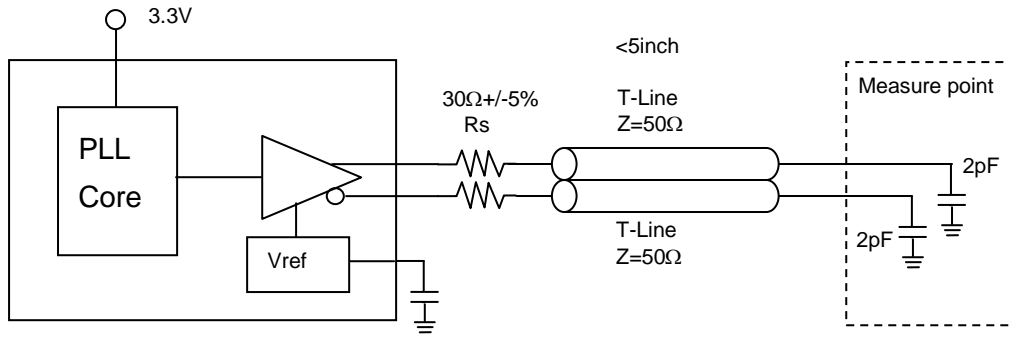 3.3V
<5inch
Measure point
30Ω+/-5%
Rs
T-Line
Z=50Ω
PLL
Core
2pF
T-Line
Z=50Ω
2pF
Vref